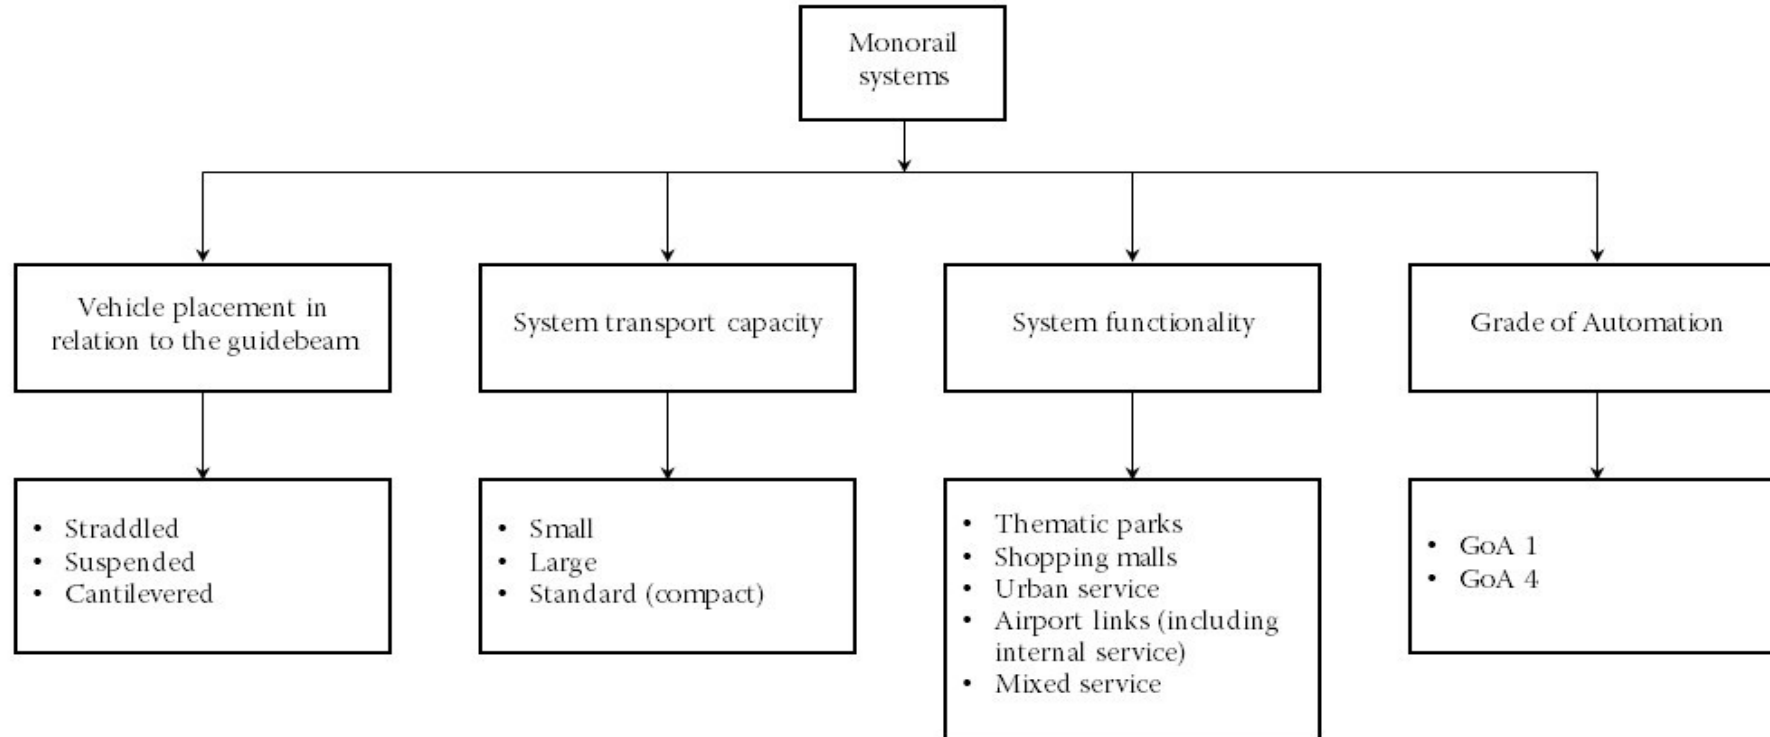 Monorail
systems
Vehicle placement in
relation to the guidebeam
System transport capacity
System functionality
Grade of Automation
• Straddled
• Suspended
• Cantilevered
• Small
• Large
• Standard (compact)
• Thematic parks
• Shopping malls
• Urban service
• Airport links (including
internal service)
• Mixed service
• GoA 1
• GoA 4